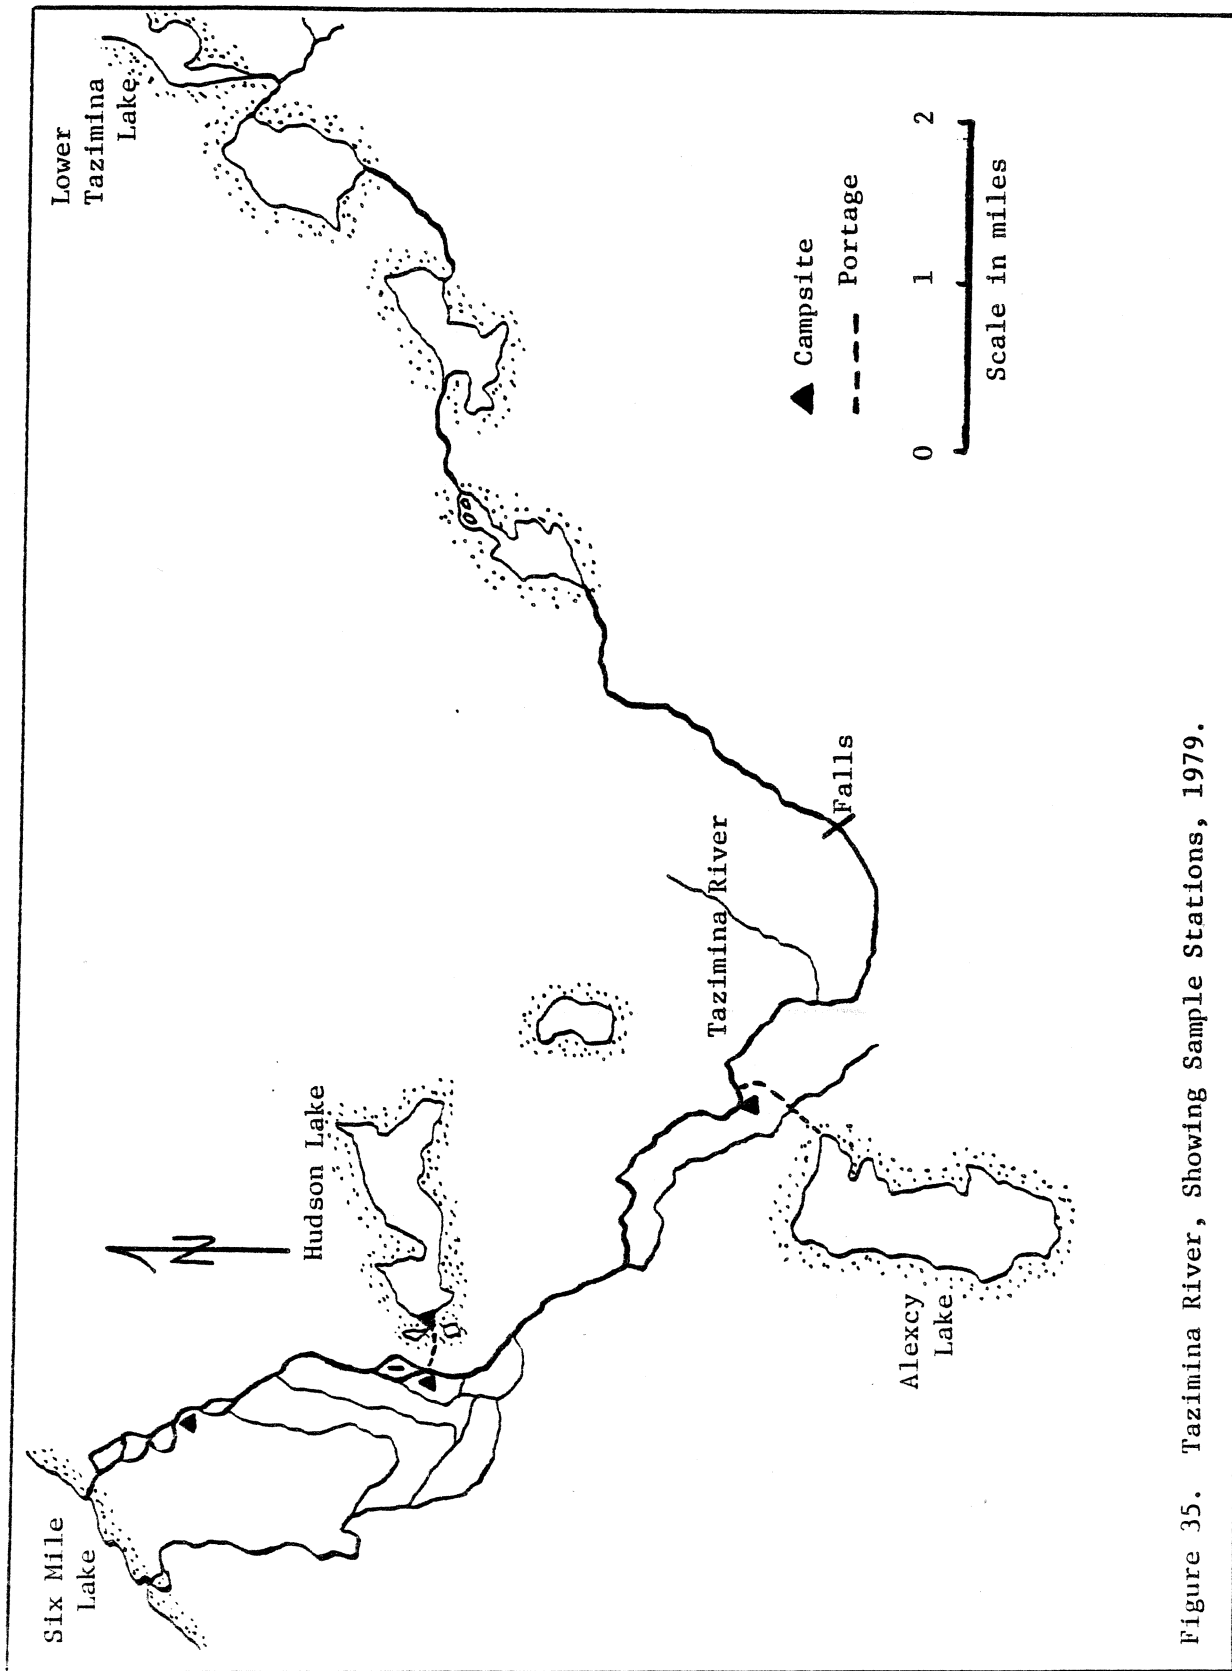 Six Mile
Lake
Hudson Lake
N
Lower
Tazimina
Lake
Tazimina River
Falls
Alexcy
Lake
Campsite
Portage
0 1 2
Scale in miles
Figure 35. Tazimina River, Showing Sample Stations, 1979.